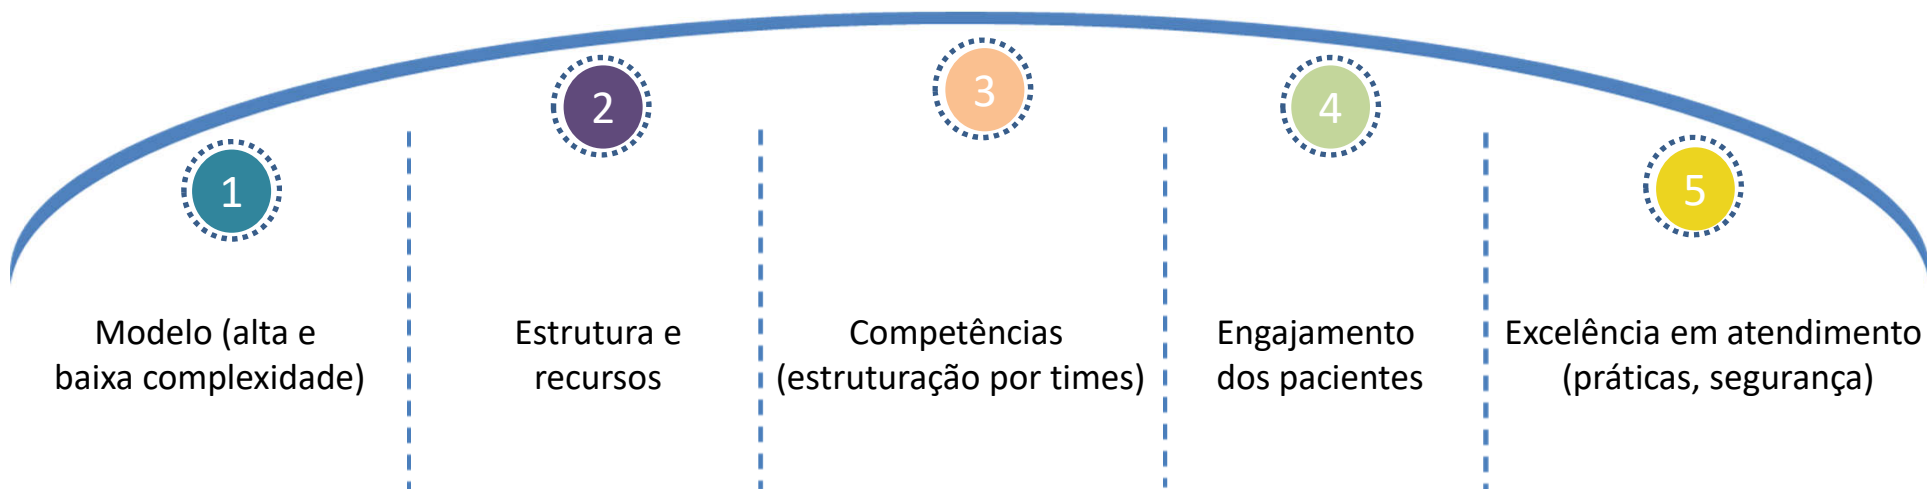 1
Modelo (alta e
baixa complexidade)
2
Estrutura e
recursos
3
Competências
(estruturação por times)
4
Engajamento
dos pacientes
5
Excelência em atendimento
(práticas, segurança)